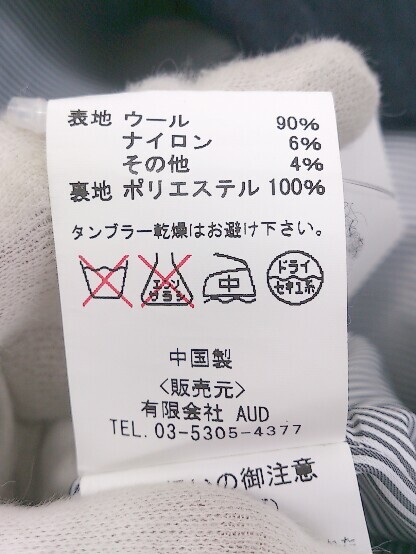 表地 ウール 90%
ナイロン 6%
その他 4%
裏地 ポリエステル 100%
タンブラー乾燥はお避け下さい。
エンソ サラシ 中 ドライ セキユ系
中国製
<販売元>
有限会社 AUD
TEL. 03-5305-4377
いの御注意